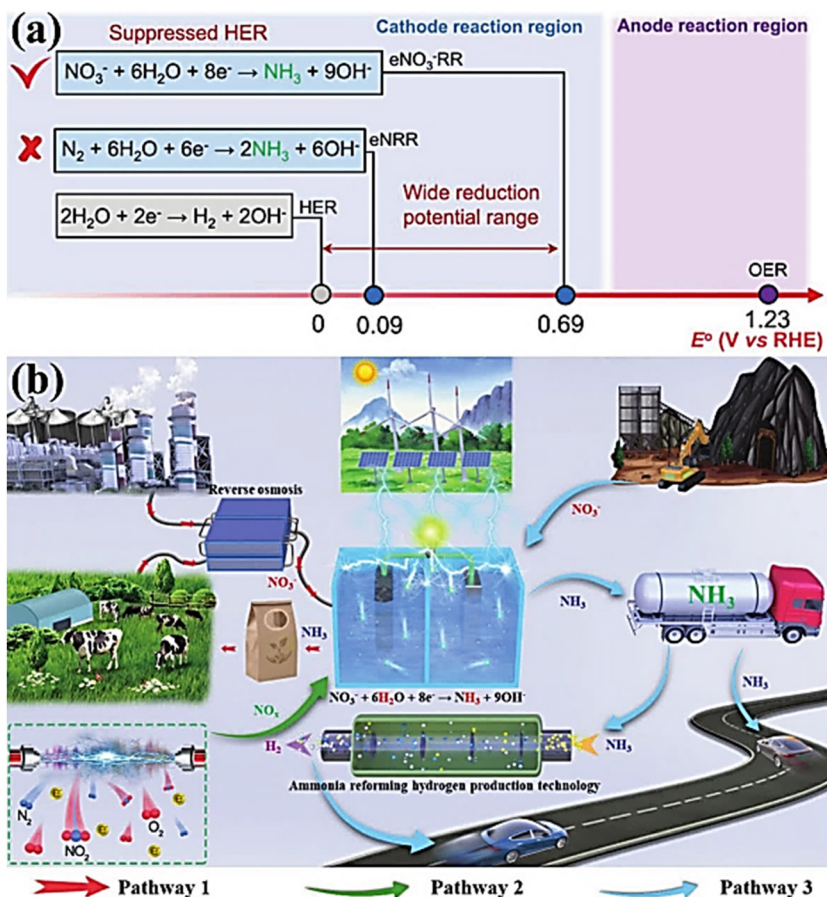 (a)
Suppressed HER
Cathode reaction region
Anode reaction region
NO₃⁻ + 6H₂O + 8e⁻ → NH₃ + 9OH⁻
eNO₃⁻RR
N₂ + 6H₂O + 6e⁻ → 2NH₃ + 6OH⁻
eNRR
2H₂O + 2e⁻ → H₂ + 2OH⁻
HER
Wide reduction
potential range
OER
0
0.09
0.69
1.23
E° (V vs RHE)
(b)
Reverse osmosis
NO₃⁻
NO₃⁻
NH₃
NH₃
NH₃
NH₃
NO₃⁻ + 6H₂O + 8e⁻ → NH₃ + 9OH⁻
NOₓ
H₂
NH₃
Ammonia reforming hydrogen production technology
N₂
NO₂
O₂
Pathway 1
Pathway 2
Pathway 3